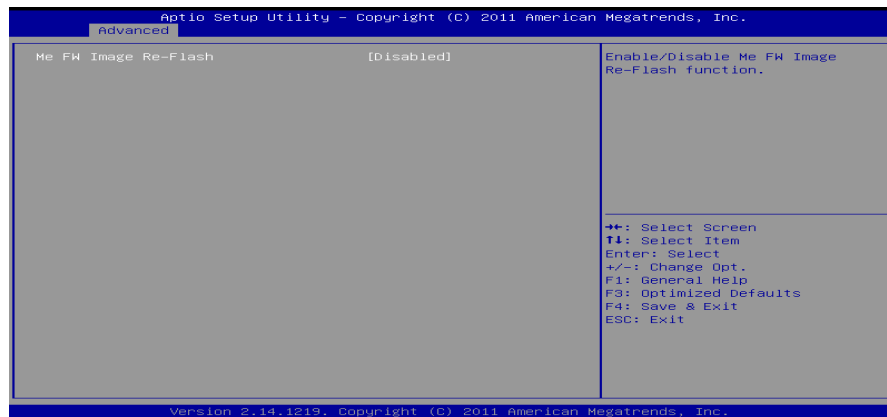 Aptio Setup Utility – Copyright (C) 2011 American Megatrends, Inc.
Advanced
Me FW Image Re-Flash [Disabled]
Enable/Disable Me FW Image
Re-Flash function.
→←: Select Screen
↑↓: Select Item
Enter: Select
+/-: Change Opt.
F1: General Help
F3: Optimized Defaults
F4: Save & Exit
ESC: Exit
Version 2.14.1219. Copyright (C) 2011 American Megatrends, Inc.